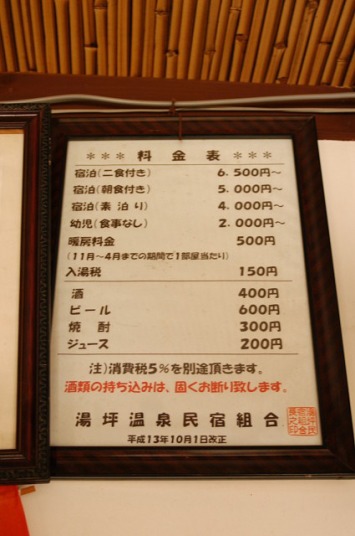 ＊＊＊ 料金表 ＊＊＊
宿泊(二食付き) 6,500円～
宿泊(朝食付き) 5,000円～
宿泊(素泊り) 4,000円～
幼児(食事なし) 2,000円～
暖房料金 500円
(11月～4月までの期間で1部屋当たり)
入湯税 150円
酒 400円
ビール 600円
焼酎 300円
ジュース 200円
注)消費税5%を別途頂きます。
酒類の持ち込みは、固くお断り致します。
湯坪温泉民宿組合
平成13年10月1日改正